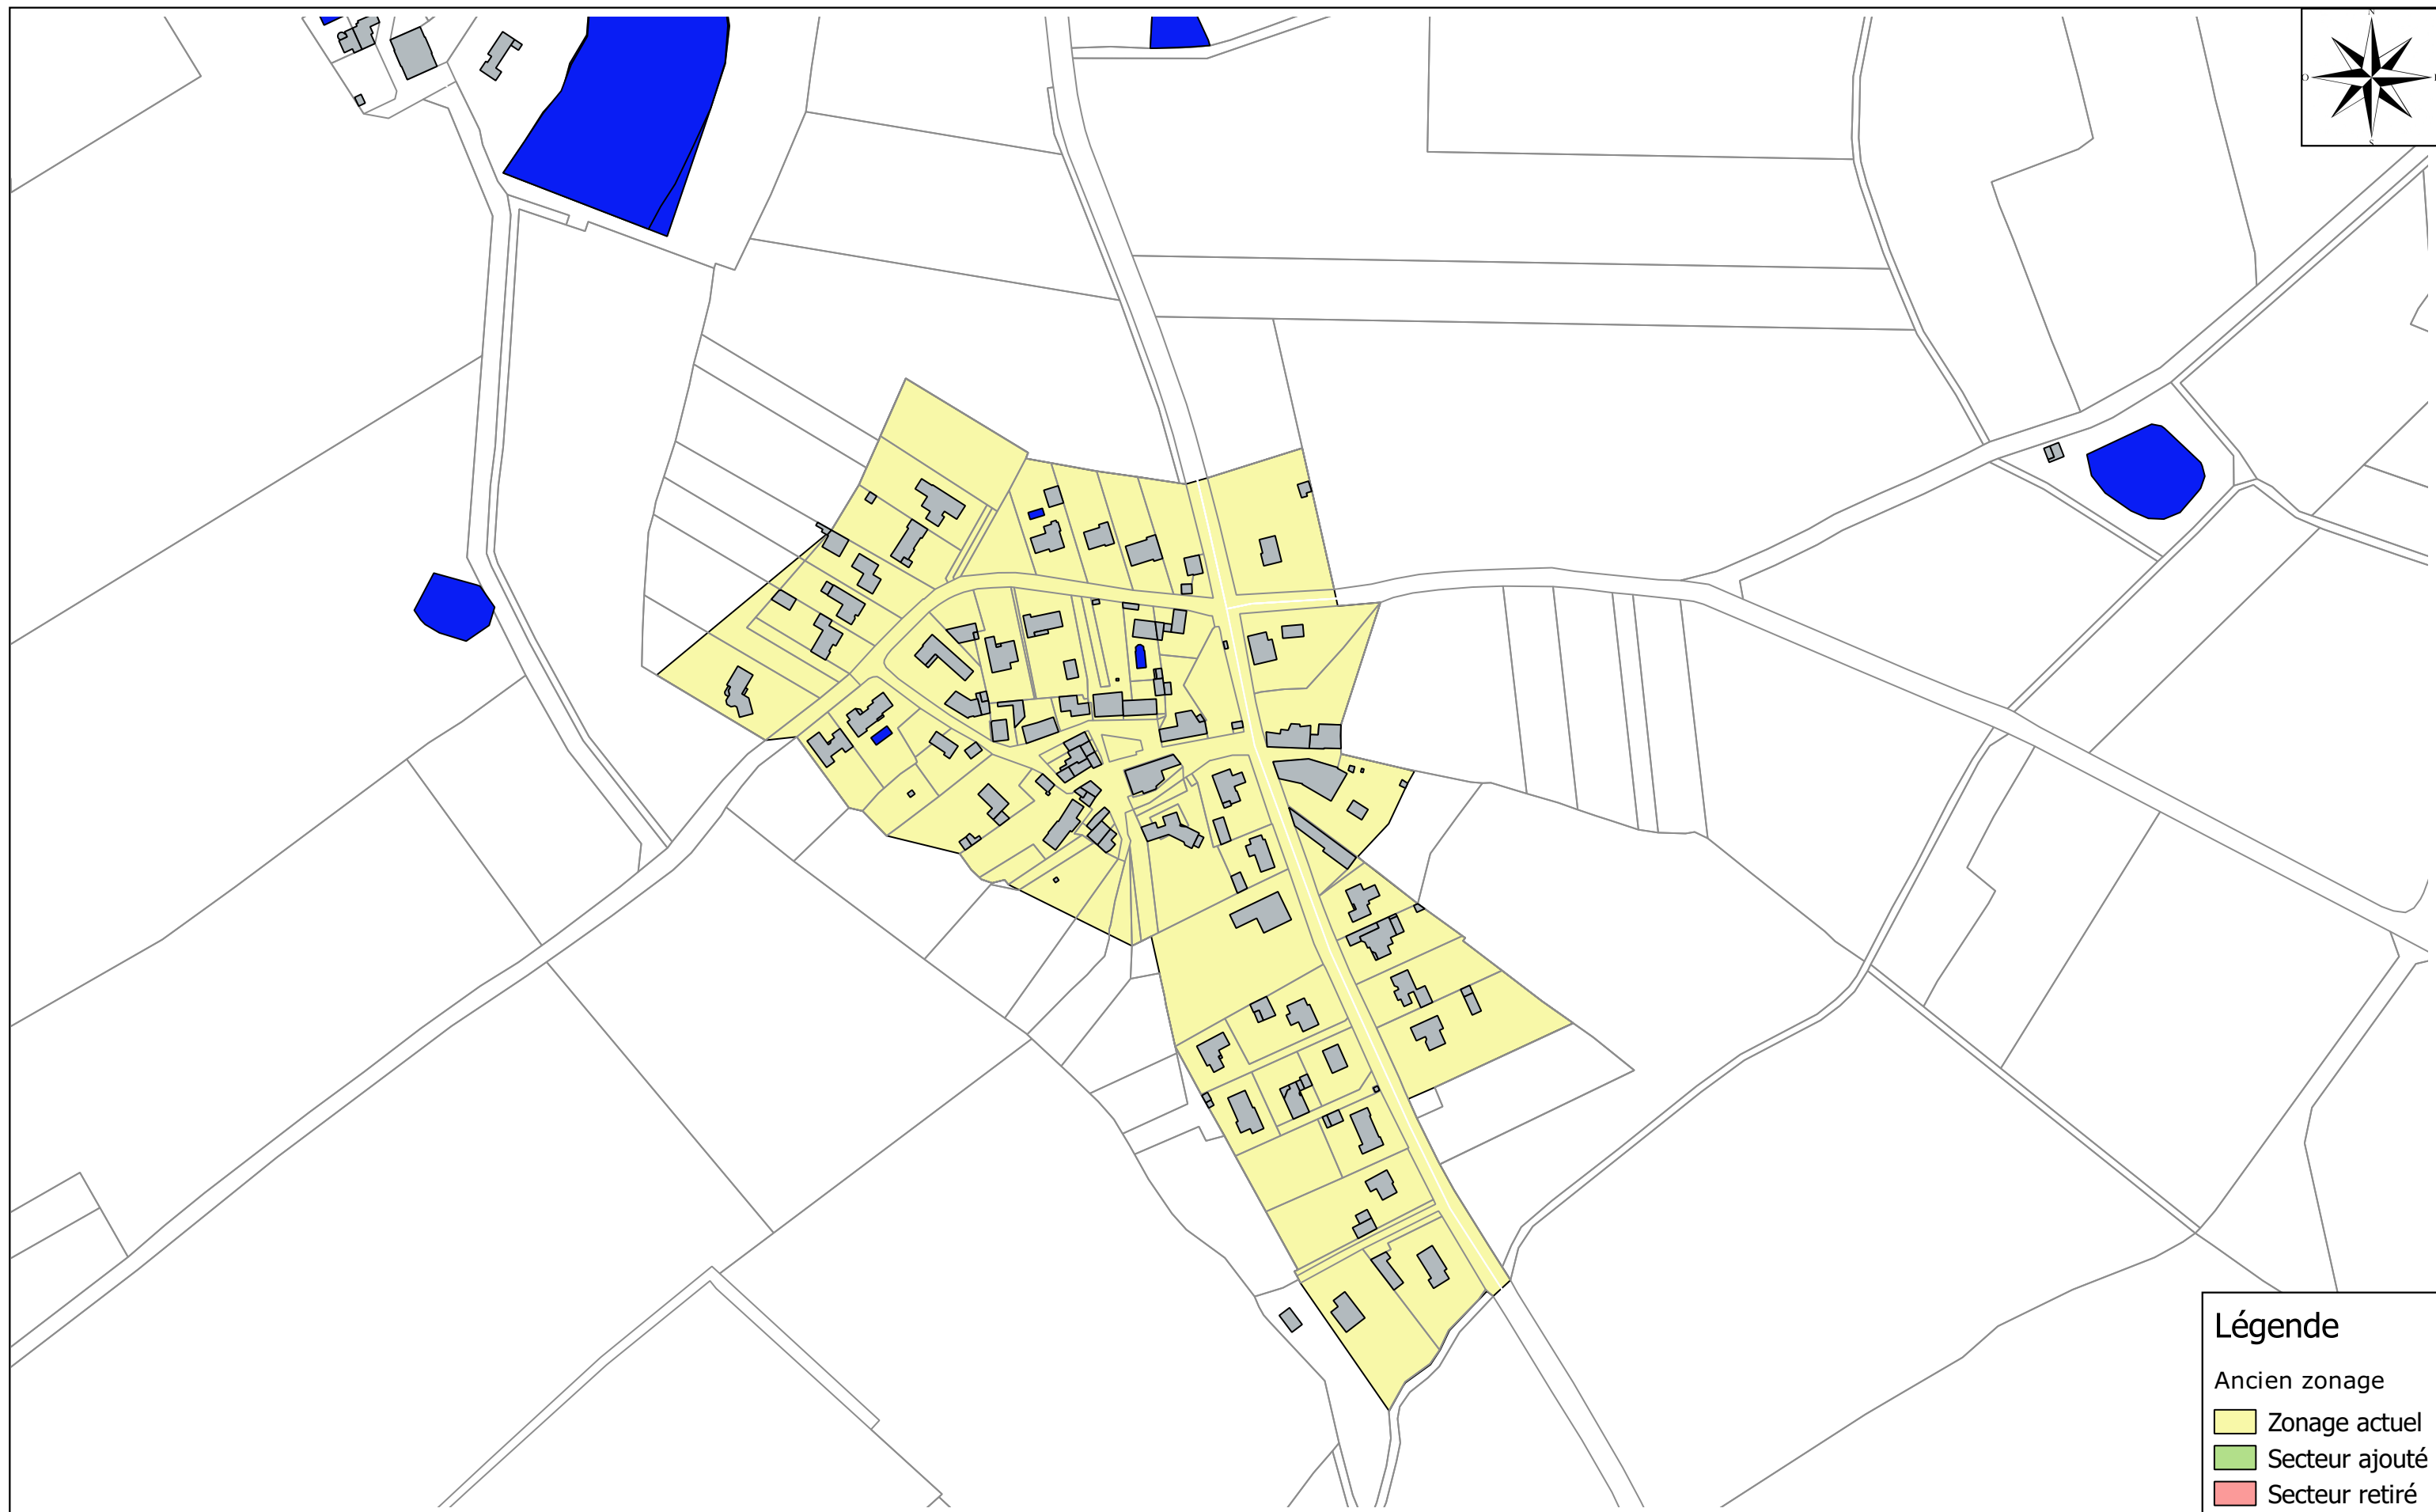 N
O
S
Légende
Ancien zonage
Zonage actuel
Secteur ajouté
Secteur retiré